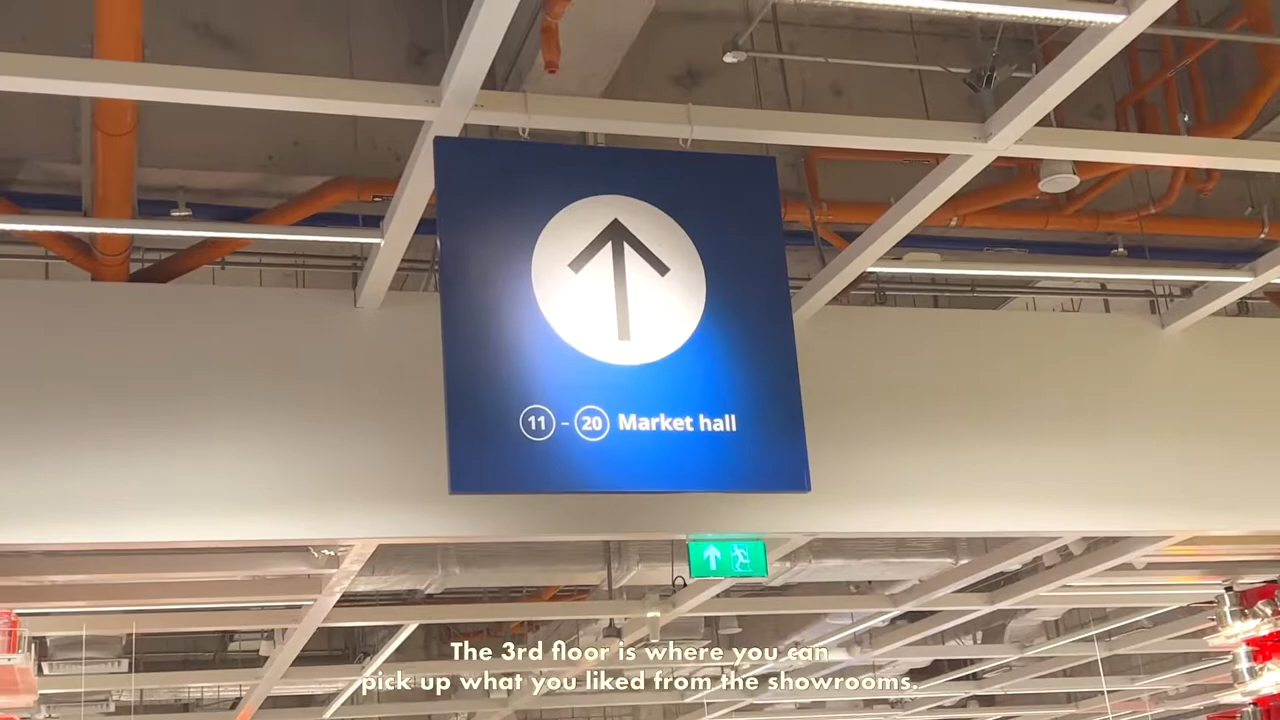 11 - 20 Market hall
The 3rd floor is where you can
pick up what you liked from the showrooms.